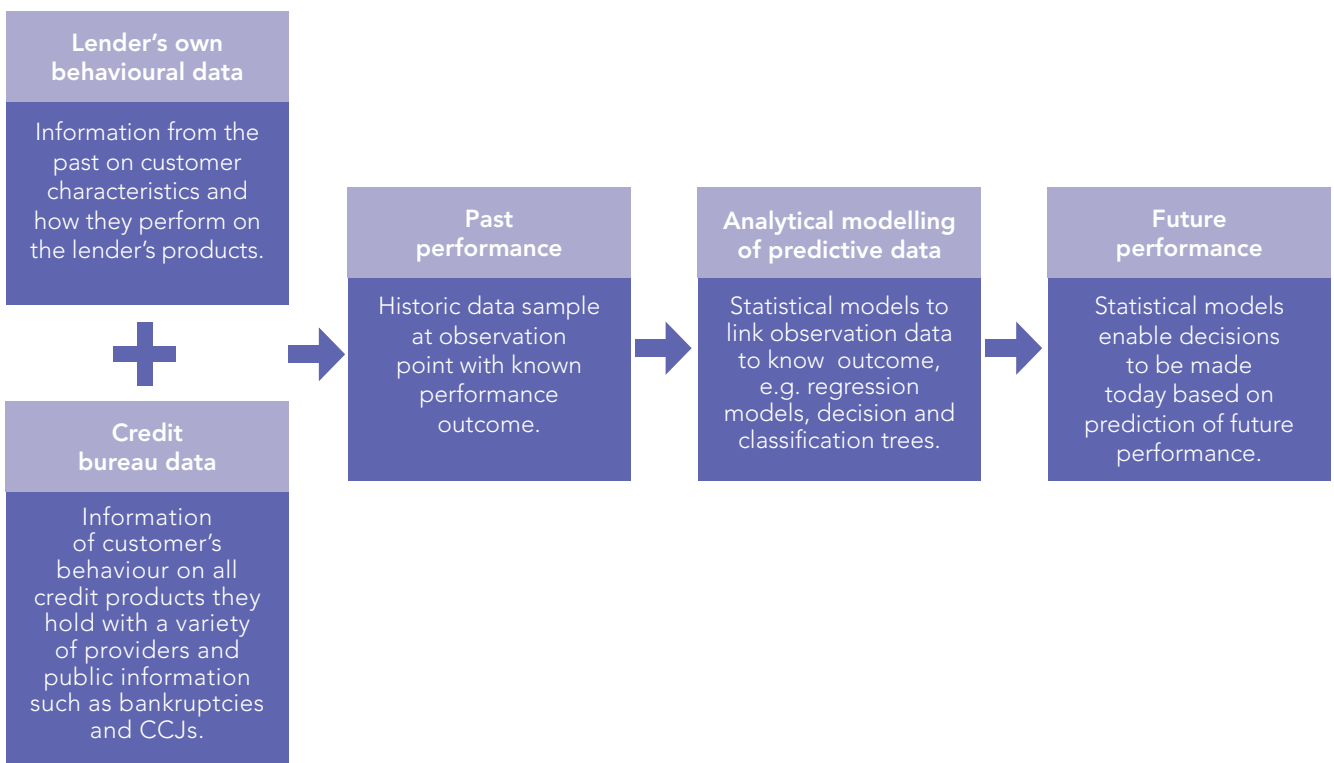 Lender’s own
behavioural data
Information from the
past on customer
characteristics and
how they perform on
the lender’s products.
Credit
bureau data
Information
of customer’s
behaviour on all
credit products they
hold with a variety
of providers and
public information
such as bankruptcies
and CCJs.
Past
performance
Historic data sample
at observation
point with known
performance
outcome.
Analytical modelling
of predictive data
Statistical models to
link observation data
to know outcome,
e.g. regression
models, decision and
classification trees.
Future
performance
Statistical models
enable decisions
to be made
today based on
prediction of future
performance.